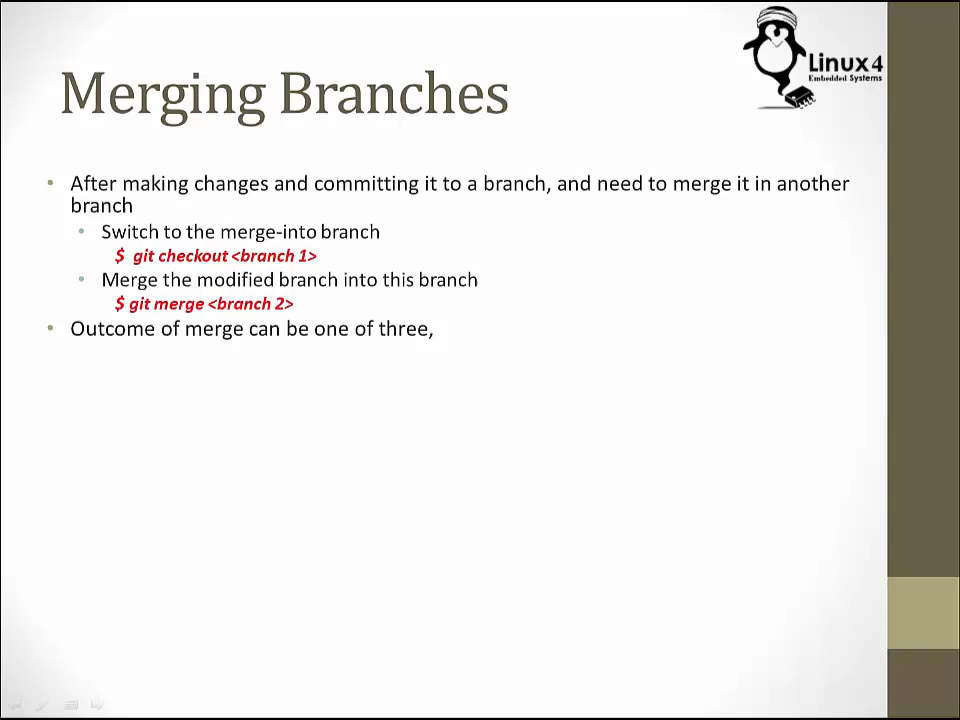 Linux4
Embedded Systems
Merging Branches
• After making changes and committing it to a branch, and need to merge it in another
branch
• Switch to the merge-into branch
$ git checkout <branch 1>
• Merge the modified branch into this branch
$ git merge <branch 2>
• Outcome of merge can be one of three,